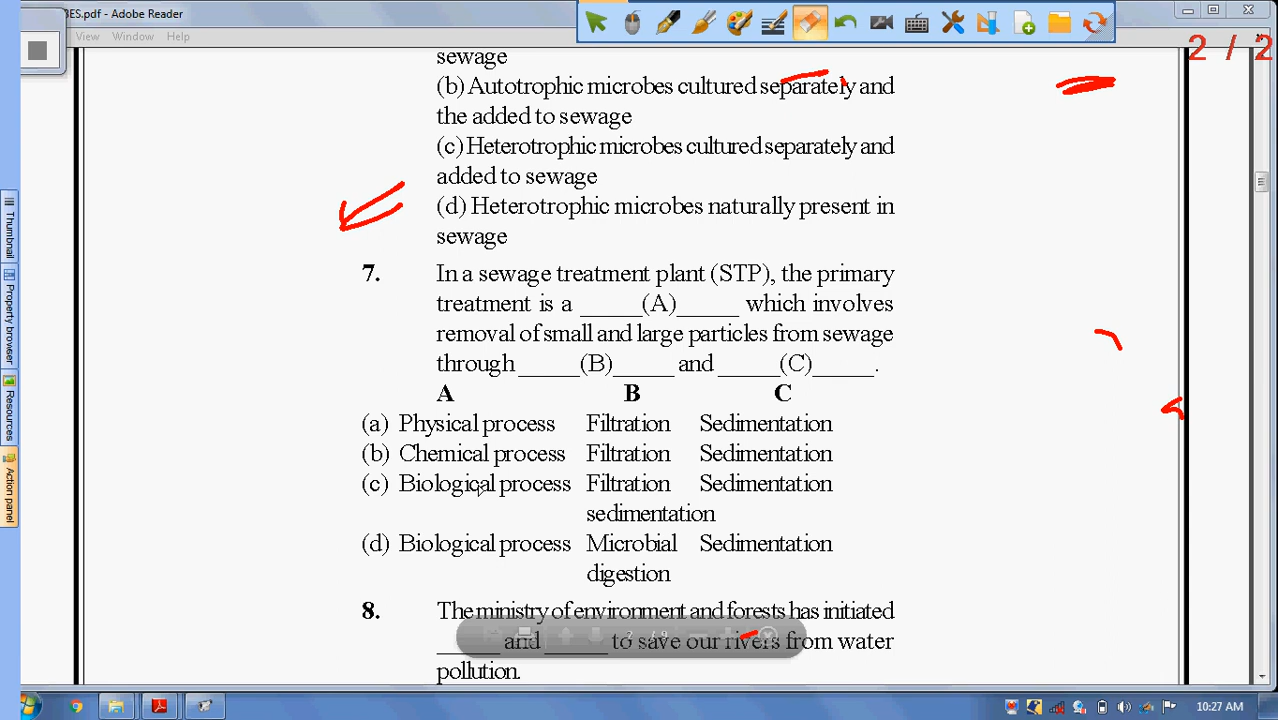 BES.pdf - Adobe Reader
View Window Help
2 / 2
sewage
(b) Autotrophic microbes cultured separately and
the added to sewage
(c) Heterotrophic microbes cultured separately and
added to sewage
(d) Heterotrophic microbes naturally present in
sewage
7. In a sewage treatment plant (STP), the primary
treatment is a _____(A)_____ which involves
removal of small and large particles from sewage
through _____(B)_____ and _____(C)_____.
A B C
(a) Physical process Filtration Sedimentation
(b) Chemical process Filtration Sedimentation
(c) Biological process Filtration Sedimentation
sedimentation
(d) Biological process Microbial Sedimentation
digestion
8. The ministry of environment and forests has initiated
_____ and _____ to save our rivers from water
pollution.
2 / 9
Thumbnail
Property browser
Resources
Action panel
10:27 AM